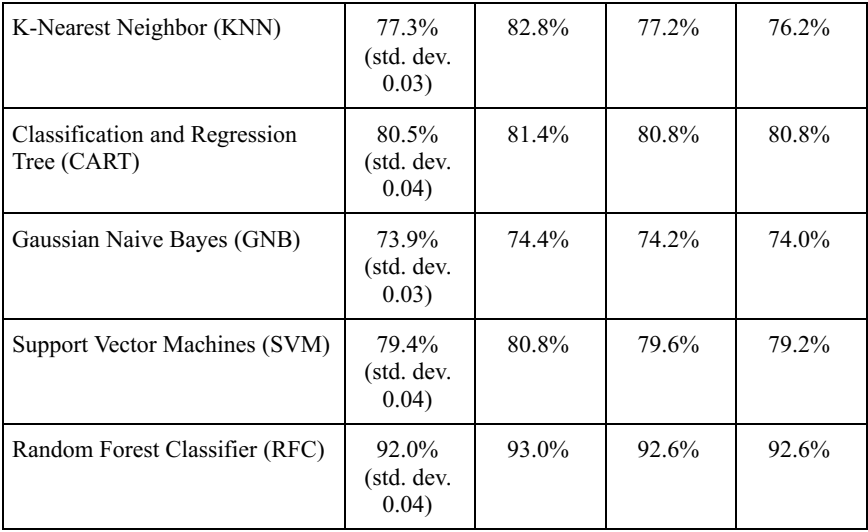 K-Nearest Neighbor (KNN) 77.3% 82.8% 77.2% 76.2%
(std. dev.
0.03)
Classification and Regression 80.5% 81.4% 80.8% 80.8%
Tree (CART) (std. dev.
0.04)
Gaussian Naive Bayes (GNB) 73.9% 74.4% 74.2% 74.0%
(std. dev.
0.03)
Support Vector Machines (SVM) 79.4% 80.8% 79.6% 79.2%
(std. dev.
0.04)
Random Forest Classifier (RFC) 92.0% 93.0% 92.6% 92.6%
(std. dev.
0.04)